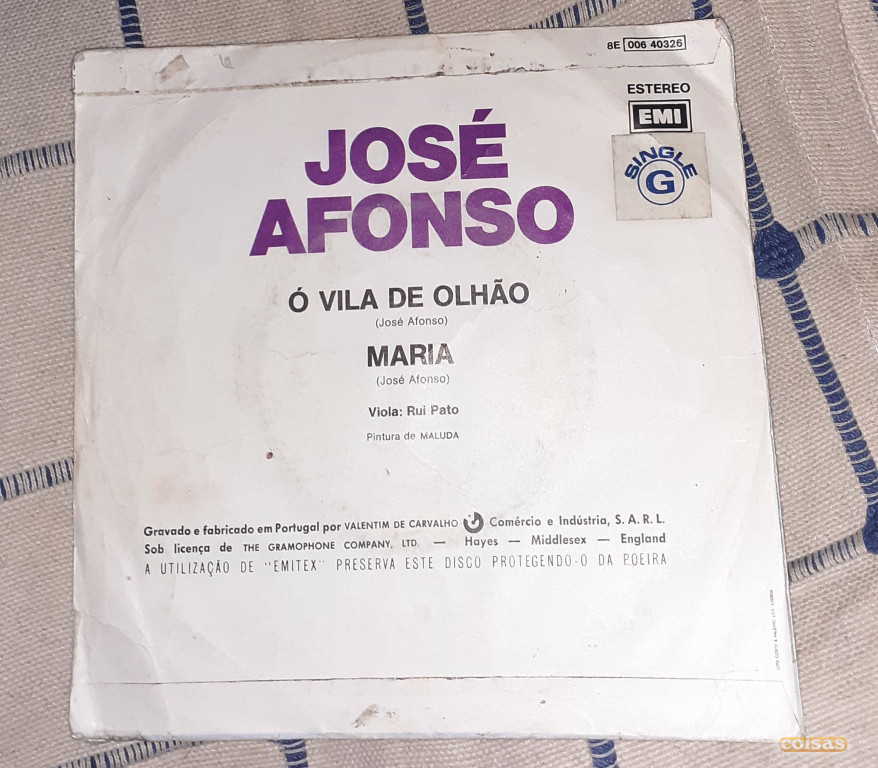 8E 006 40326
ESTEREO
EMI
SINGLE
G
JOSÉ
AFONSO
Ó VILA DE OLHÃO
(José Afonso)
MARIA
(José Afonso)
Viola: Rui Pato
Pintura de MALUDA
Gravado e fabricado em Portugal por VALENTIM DE CARVALHO Comércio e Indústria, S. A. R. L.
Sob licença de THE GRAMOPHONE COMPANY, LTD. — Hayes — Middlesex — England
A UTILIZAÇÃO DE "EMITEX" PRESERVA ESTE DISCO PROTEGENDO-O DA POEIRA
coisas